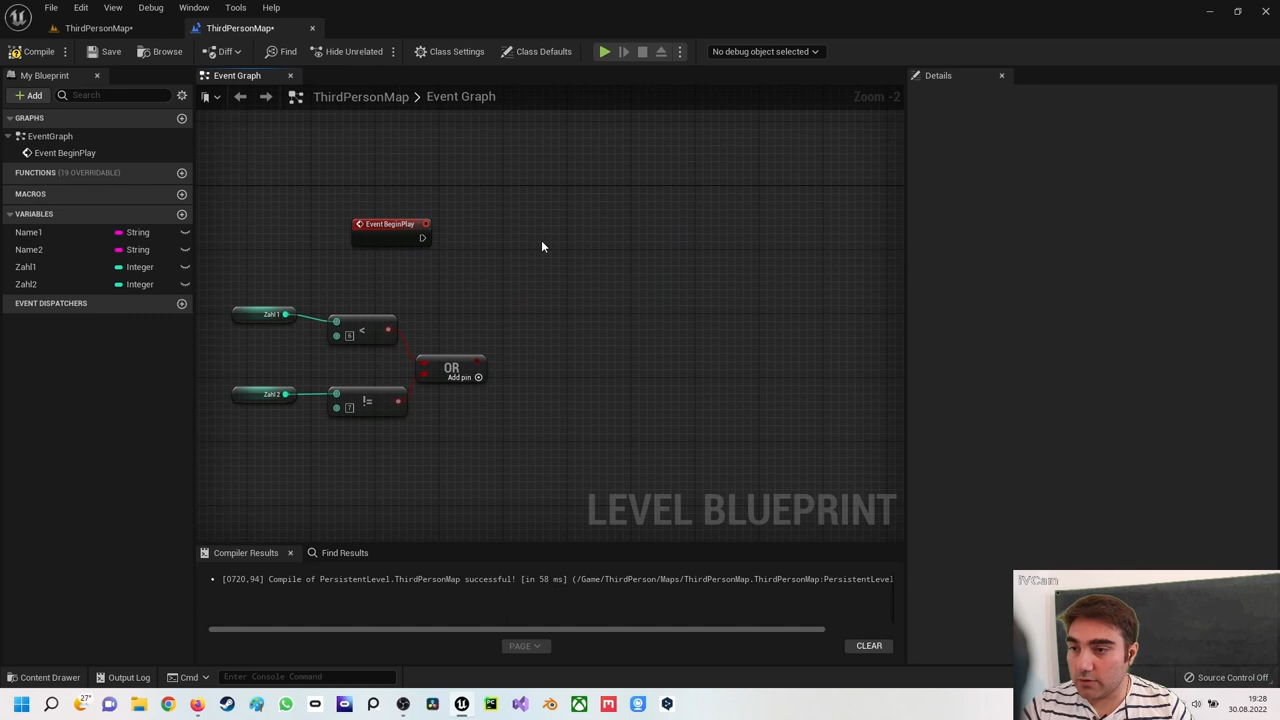 File Edit View Debug Window Tools Help
ThirdPersonMap• ThirdPersonMap•
Compile Save Browse Diff Find Hide Unrelated Class Settings Class Defaults No debug object selected
My Blueprint Event Graph Details
Add Search ThirdPersonMap > Event Graph Zoom -2
GRAPHS
EventGraph
Event BeginPlay
FUNCTIONS (19 OVERRIDABLE)
MACROS
VARIABLES
Name1 String
Name2 String
Zahl1 Integer
Zahl2 Integer
EVENT DISPATCHERS
Event BeginPlay
Zahl 1
6 <
OR
Add pin
Zahl 2
7 !=
LEVEL BLUEPRINT
Compiler Results Find Results
• [0720,94] Compile of PersistentLevel.ThirdPersonMap successful! [in 58 ms] (/Game/ThirdPerson/Maps/ThirdPersonMap.ThirdPersonMap:PersistentLevel
PAGE CLEAR
iVCam
Content Drawer Output Log Cmd Enter Console Command Source Control Off
27°
19:28
30.08.2022